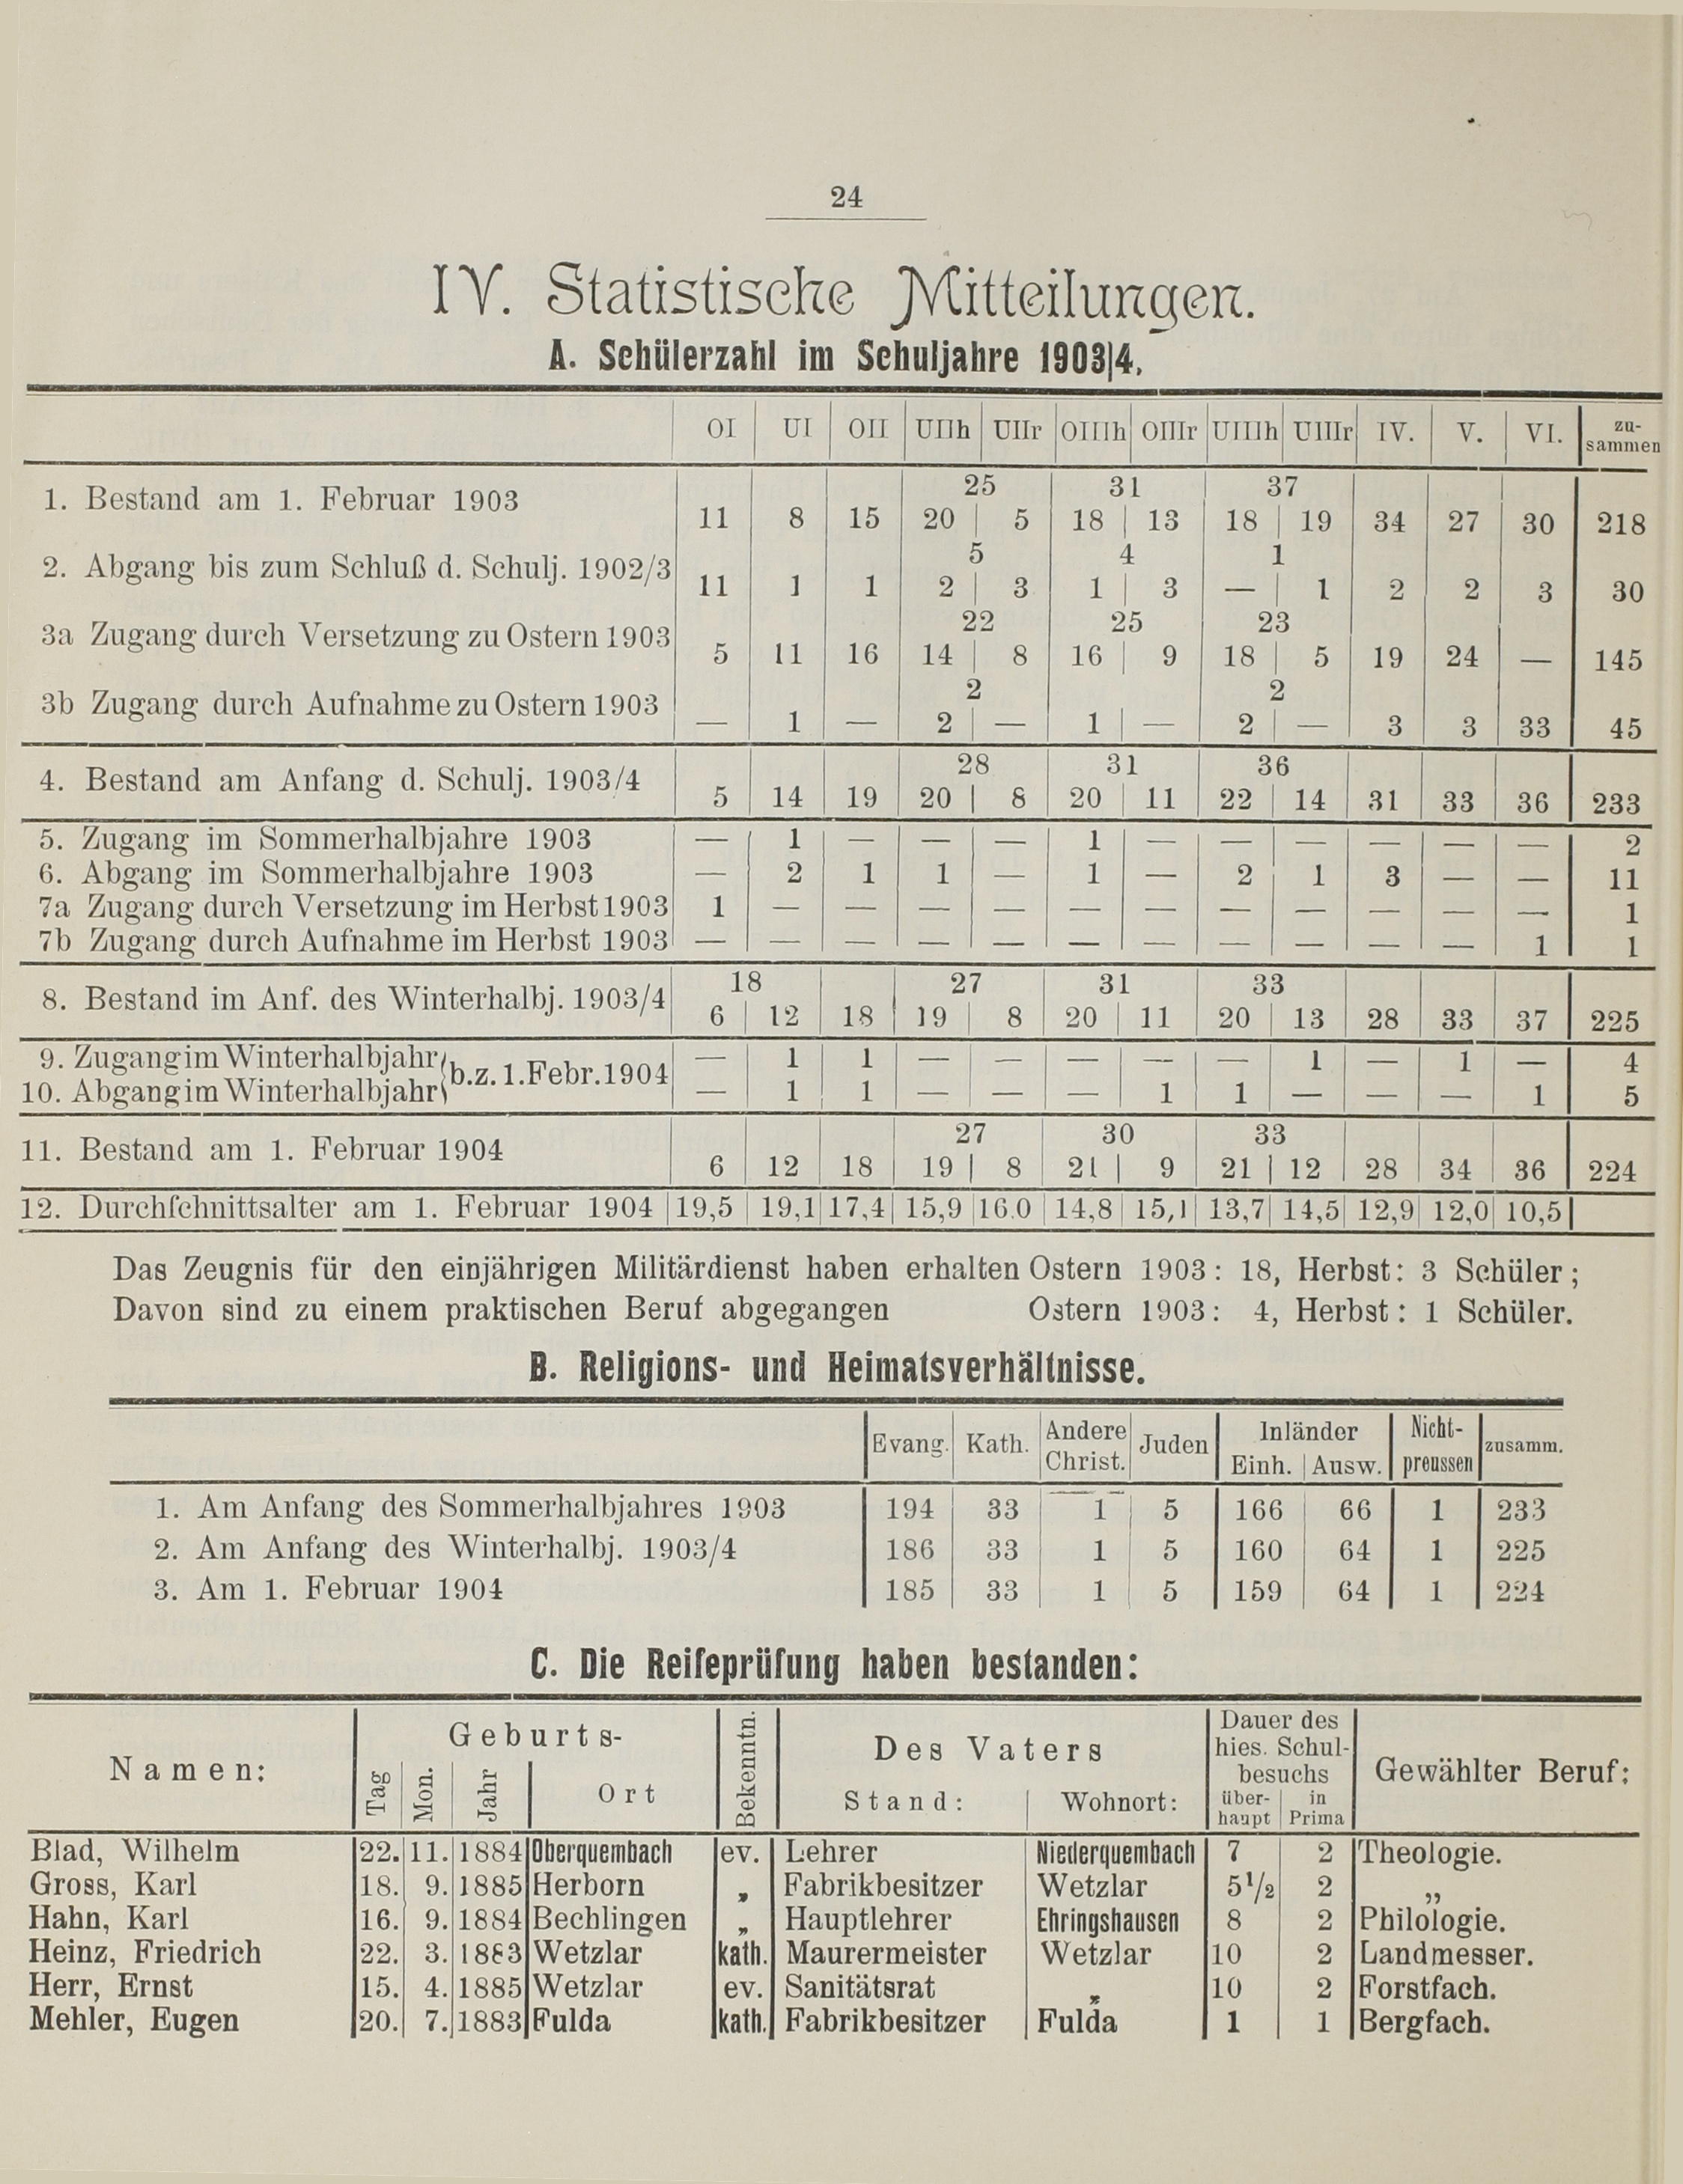 24
IV. Statistische Mitteilungen.
A. Schülerzahl im Schuljahre 1903|4.
OI UI OII UIIh UIIr OIIIh OIIIr UIIIh UIIIr IV. V. VI. zu-
sammen
25 31 37
1. Bestand am 1. Februar 1903 11 8 15 20 5 18 13 18 19 34 27 30 218
5 4 1
2. Abgang bis zum Schluß d. Schulj. 1902/3 11 1 1 2 3 1 3 — 1 2 2 3 30
22 25 23
3a Zugang durch Versetzung zu Ostern 1903 5 11 16 14 8 16 9 18 5 19 24 — 145
2 2
3b Zugang durch Aufnahme zu Ostern 1903 — 1 — 2 — 1 — 2 — 3 3 33 45
28 31 36
4. Bestand am Anfang d. Schulj. 1903/4 5 14 19 20 8 20 11 22 14 31 33 36 233
5. Zugang im Sommerhalbjahre 1903 — 1 — — — 1 — — — — — — 2
6. Abgang im Sommerhalbjahre 1903 — 2 1 1 — 1 — 2 1 3 — — 11
7a Zugang durch Versetzung im Herbst 1903 1 — — — — — — — — — — — 1
7b Zugang durch Aufnahme im Herbst 1903 — — — — — — — — — — — 1 1
18 27 31 33
8. Bestand im Anf. des Winterhalbj. 1903/4 6 12 18 19 8 20 11 20 13 28 33 37 225
9. Zugang im Winterhalbjahr — 1 1 — — — — — 1 — 1 — 4
b.z. 1. Febr. 1904
10. Abgang im Winterhalbjahr — 1 1 — — — 1 1 — — — 1 5
27 30 33
11. Bestand am 1. Februar 1904 6 12 18 19 8 21 9 21 12 28 34 36 224
12. Durchſchnittsalter am 1. Februar 1904 19,5 19,1 17,4 15,9 16.0 14,8 15,1 13,7 14,5 12,9 12,0 10,5
Das Zeugnis für den einjährigen Militärdienst haben erhalten Ostern 1903: 18, Herbst: 3 Schüler;
Davon sind zu einem praktischen Beruf abgegangen Ostern 1903: 4, Herbst: 1 Schüler.
B. Religions- und Heimatsverhältnisse.
Evang. Kath. Andere Christ. Juden Inländer Einh. Ausw. Nicht-preussen zusamm.
1. Am Anfang des Sommerhalbjahres 1903 194 33 1 5 166 66 1 233
2. Am Anfang des Winterhalbj. 1903/4 186 33 1 5 160 64 1 225
3. Am 1. Februar 1904 185 33 1 5 159 64 1 224
C. Die Reifeprüfung haben bestanden:
Namen: Geburts- Tag Mon. Jahr Ort Bekenntn. Des Vaters Stand: Wohnort: Dauer des hies. Schul-besuchs über-haupt in Prima Gewählter Beruf:
Blad, Wilhelm 22. 11. 1884 Oberquembach ev. Lehrer Niederquembach 7 2 Theologie.
Gross, Karl 18. 9. 1885 Herborn „ Fabrikbesitzer Wetzlar 5 1/2 2 „
Hahn, Karl 16. 9. 1884 Bechlingen „ Hauptlehrer Ehringshausen 8 2 Philologie.
Heinz, Friedrich 22. 3. 1883 Wetzlar kath. Maurermeister Wetzlar 10 2 Landmesser.
Herr, Ernst 15. 4. 1885 Wetzlar ev. Sanitätsrat „ 10 2 Forstfach.
Mehler, Eugen 20. 7. 1883 Fulda kath. Fabrikbesitzer Fulda 1 1 Bergfach.